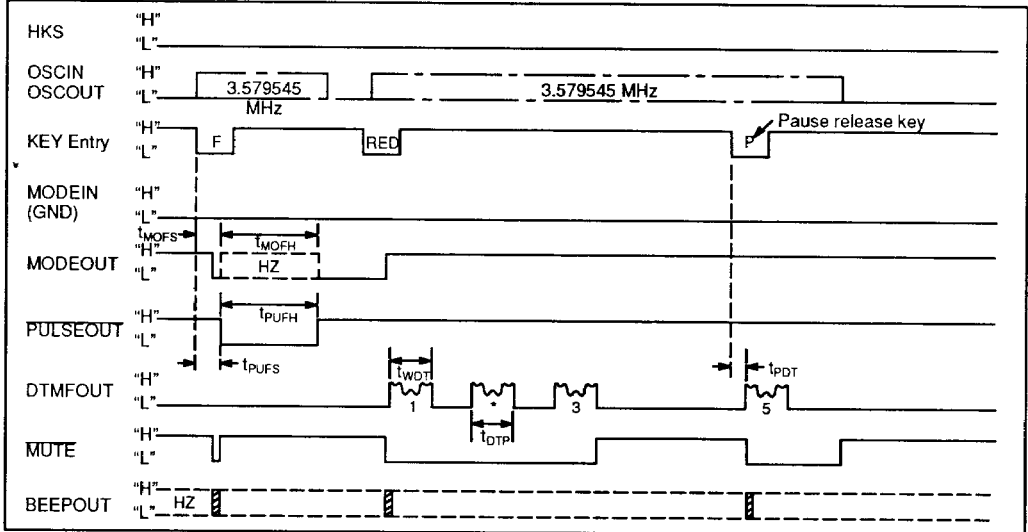 HKS "H"
"L"
OSCIN "H"
OSCOUT "L" 3.579545 MHz 3.579545 MHz
KEY Entry "H" "L" F RED P Pause release key
MODEIN "H"
(GND) "L"
tMOFS tMOFH
MODEOUT "H" "L" HZ
PULSEOUT "H" "L" tPUFH
tPUFS
DTMFOUT "H" "L" tWDT tPDT
1 * 3 5
tDTP
MUTE "H" "L"
BEEPOUT "H" "L" HZ